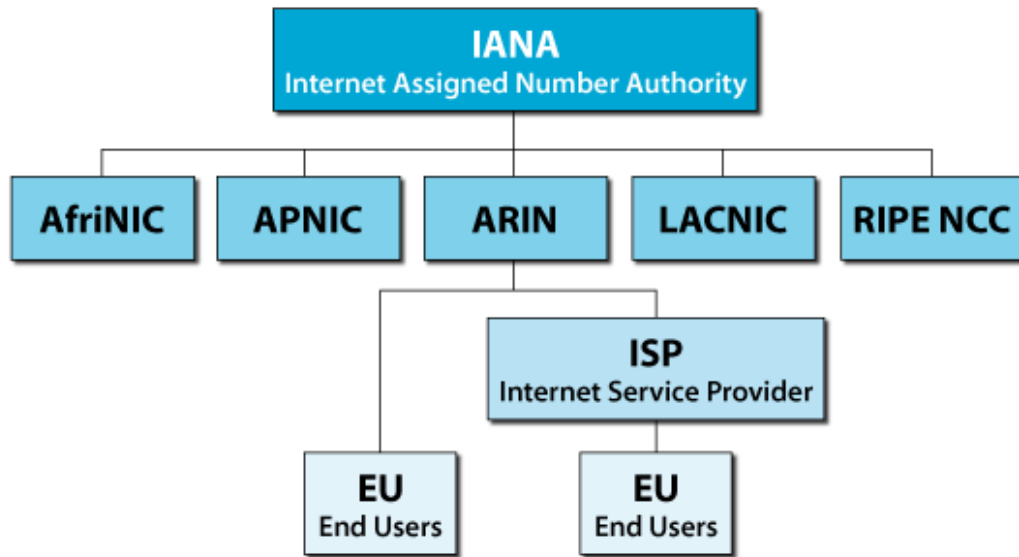 IANA
Internet Assigned Number Authority
AfriNIC
APNIC
ARIN
LACNIC
RIPE NCC
ISP
Internet Service Provider
EU
End Users
EU
End Users